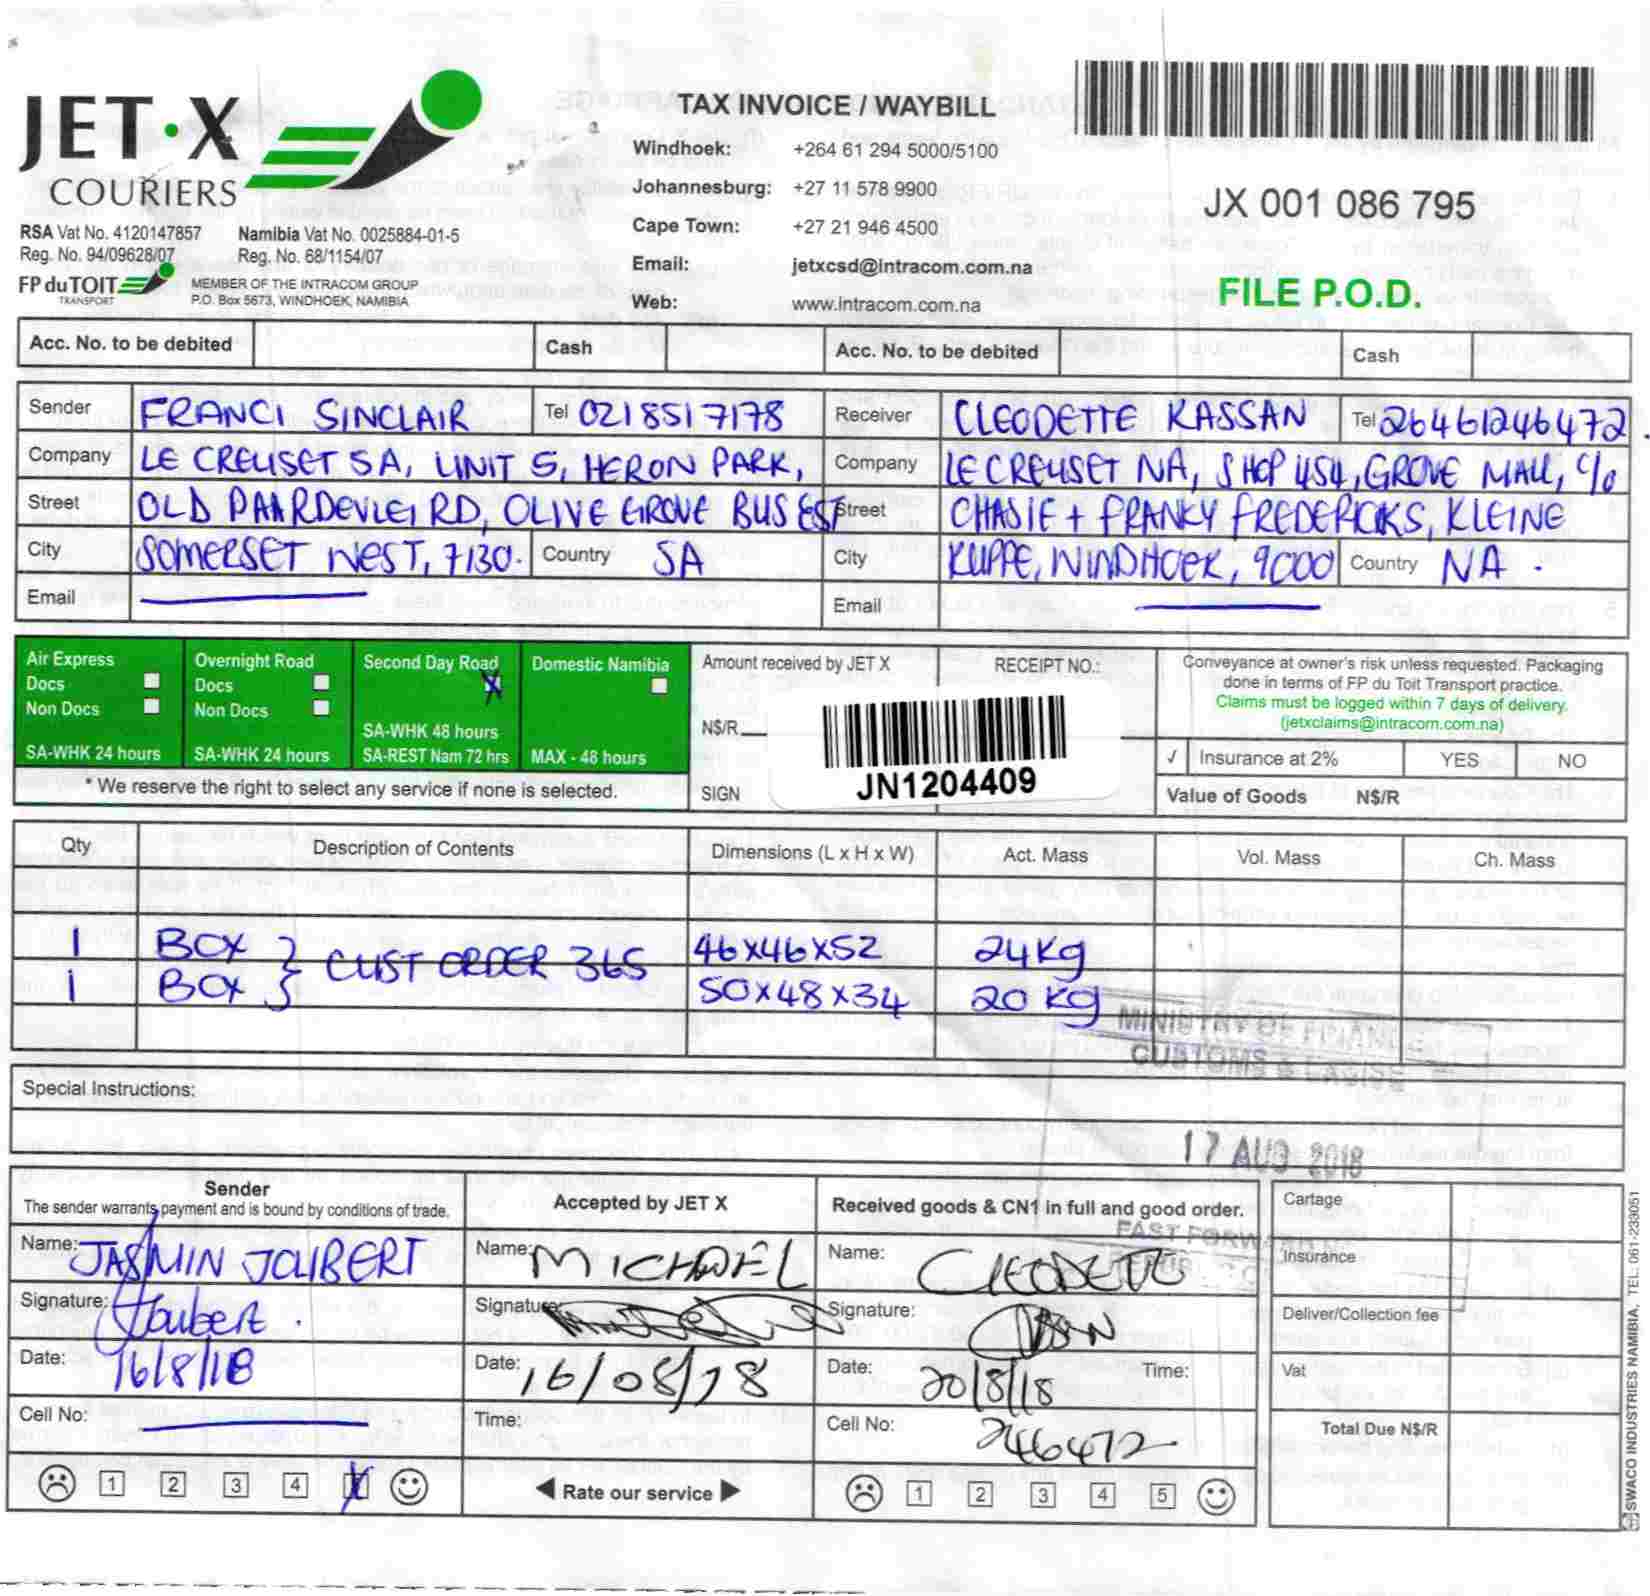 JET·X
COURIERS
RSA Vat No. 4120147857
Reg. No. 94/09628/07
Namibia Vat No. 0025884-01-5
Reg. No. 68/1154/07
FP du TOIT
TRANSPORT
MEMBER OF THE INTRACOM GROUP
P.O. Box 5673, WINDHOEK, NAMIBIA
TAX INVOICE / WAYBILL
Windhoek: +264 61 294 5000/5100
Johannesburg: +27 11 578 9900
Cape Town: +27 21 946 4500
Email: jetxcsd@intracom.com.na
Web: www.intracom.com.na
JX 001 086 795
FILE P.O.D.
Acc. No. to be debited Cash Acc. No. to be debited Cash
Sender FRANCI SINCLAIR Tel 0218517178
Company LE CREUSET SA, UNIT 5, HERON PARK,
Street OLD PAARDEVLEI RD, OLIVE GROVE BUS EST
City SOMERSET WEST, 7130. Country SA
Email
Receiver CLEODETTE KASSAN Tel 26461246472.
Company LE CREUSET NA, SHOP 454, GROVE MALL, c/o
Street CHASIE + FRANKY FREDERICKS, KLEINE
City KUPPE, WINDHOEK, 9000 Country NA.
Email
Air Express
Docs
Non Docs
SA-WHK 24 hours
Overnight Road
Docs
Non Docs
SA-WHK 24 hours
Second Day Road
X
SA-WHK 48 hours
SA-REST Nam 72 hrs
Domestic Namibia
MAX - 48 hours
* We reserve the right to select any service if none is selected.
Amount received by JET X
N$/R
SIGN
RECEIPT NO.:
JN1204409
Conveyance at owner's risk unless requested. Packaging
done in terms of FP du Toit Transport practice.
Claims must be logged within 7 days of delivery.
(jetxclaims@intracom.com.na)
√ Insurance at 2% YES NO
Value of Goods N$/R
Qty Description of Contents Dimensions (L x H x W) Act. Mass Vol. Mass Ch. Mass
1 BOX } CUST ORDER 365 46x46x52 24kg
1 BOX 50x48x34 20kg
MINISTRY OF FINANCE
CUSTOMS & EXCISE
Special Instructions:
17 AUG 2018
FAST FORWARD
Sender
The sender warrants payment and is bound by conditions of trade.
Name: JASMIN JOUBERT
Signature: Joubert.
Date: 16/8/18
Cell No:
1 2 3 4 X
Accepted by JET X
Name: MICHAEL
Signature:
Date: 16/08/18
Time:
◀ Rate our service ▶
Received goods & CN1 in full and good order.
Name: CLEODETTE
Signature:
Date: 20/8/18 Time:
Cell No: 246472
1 2 3 4 5
Cartage
Insurance
Deliver/Collection fee
Vat
Total Due N$/R
SWACO INDUSTRIES NAMIBIA, TEL: 061-233051